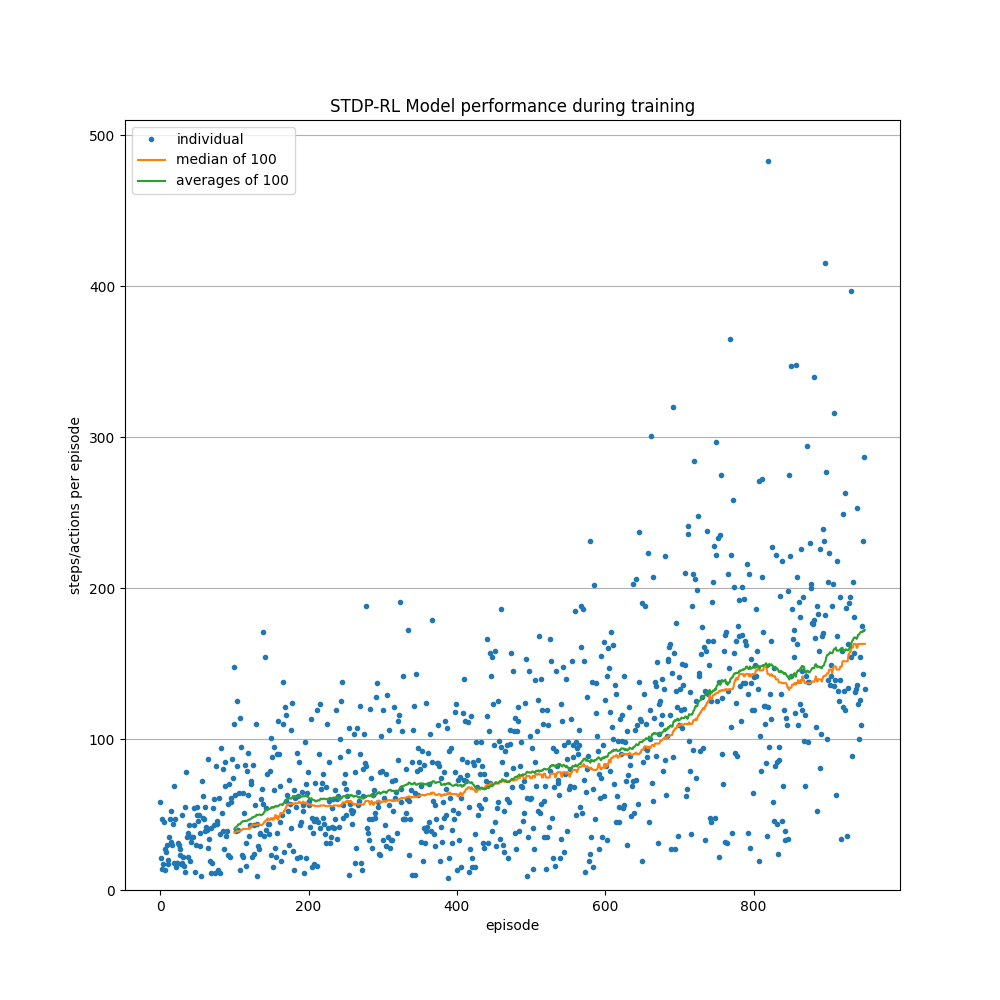 STDP-RL Model performance during training
individual
median of 100
averages of 100
500
400
300
200
100
0
steps/actions per episode
0 200 400 600 800
episode